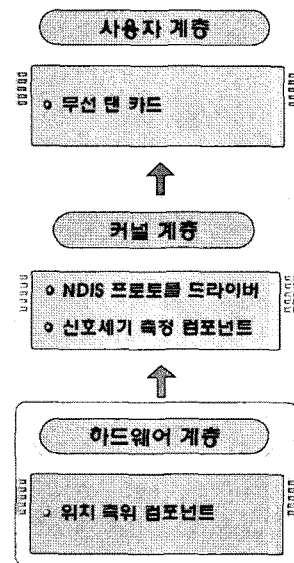 사용자 계층
무선 랜 카드
커널 계층
NDIS 프로토콜 드라이버
신호세기 측정 컴포넌트
하드웨어 계층
위치 측위 컴포넌트